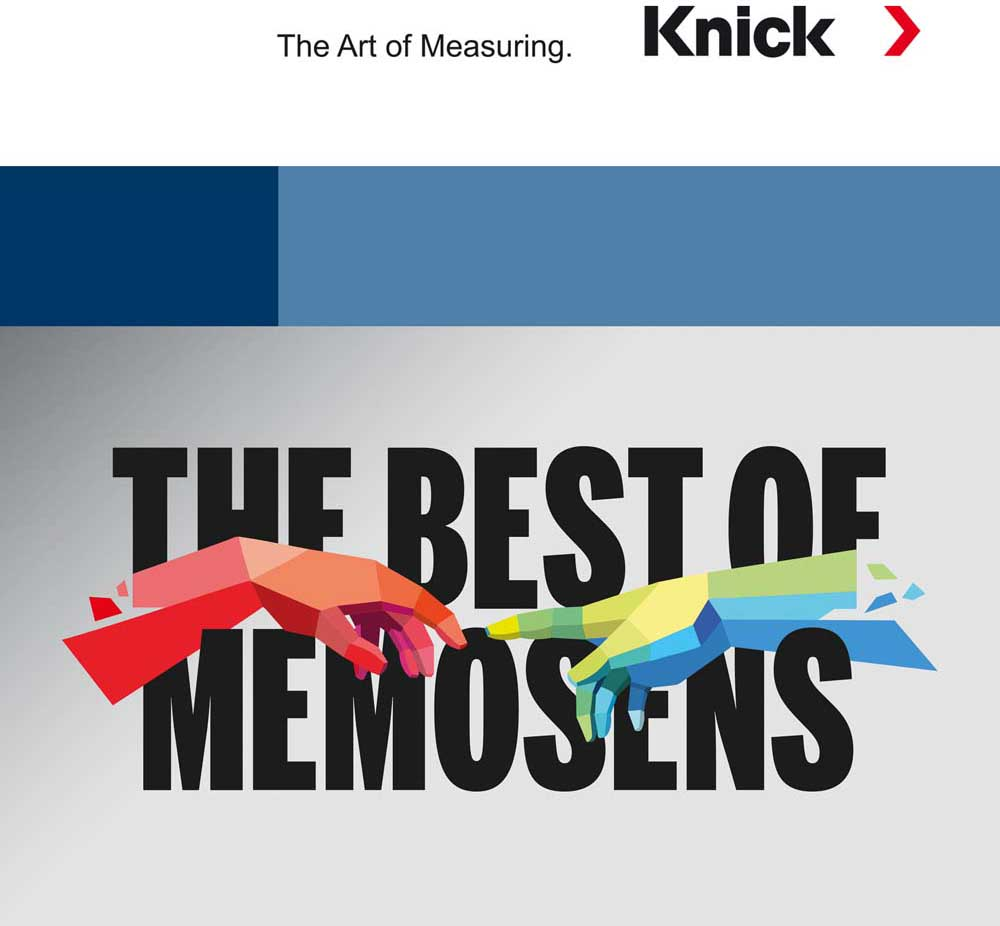 The Art of Measuring.
Knick
THE BEST OF
MEMOSENS